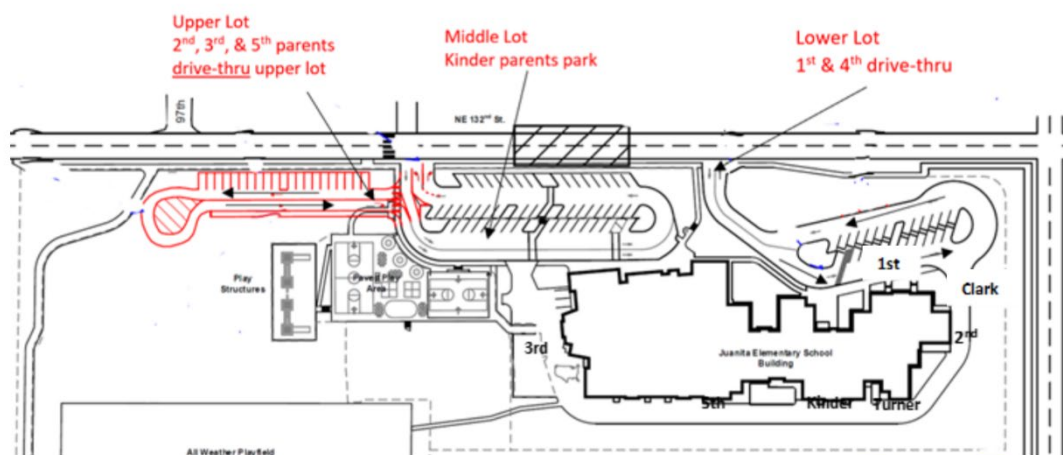 Upper Lot
2nd, 3rd, & 5th parents
drive-thru upper lot
Middle Lot
Kinder parents park
Lower Lot
1st & 4th drive-thru
97th
NE 132nd St.
Play
Structures
Paved Play
Area
1st
Clark
2nd
3rd
Juanita Elementary School
Building
5th
Kinder
Turner
All Weather Playfield